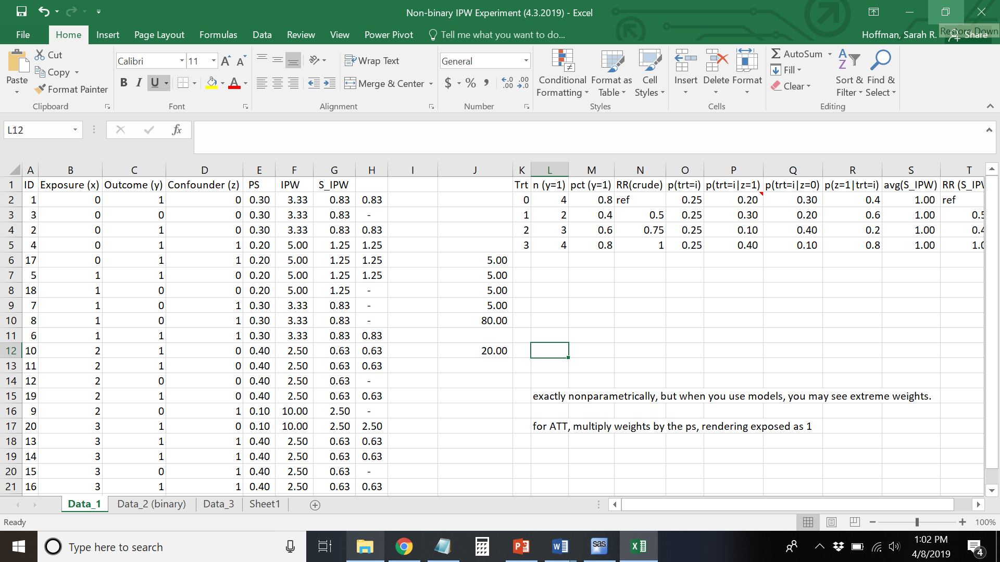 Non-binary IPW Experiment (4.3.2019) - Excel
File Home Insert Page Layout Formulas Data Review View Power Pivot Tell me what you want to do... Hoffman, Sarah R. Share
Restore Down
Paste Cut Copy Format Painter Clipboard
Calibri 11 B I U Font
Wrap Text Merge & Center Alignment
General $ % Number
Conditional Formatting Format as Table Cell Styles Styles
Insert Delete Format Cells
AutoSum Fill Clear Sort & Filter Find & Select Editing
L12 fx
A B C D E F G H I J K L M N O P Q R S T
1 ID Exposure (x) Outcome (y) Confounder (z) PS IPW S_IPW Trt n (y=1) pct (y=1) RR(crude) p(trt=i) p(trt=i|z=1) p(trt=i|z=0) p(z=1|trt=i) avg(S_IPW) RR (S_IPW
2 1 0 1 0 0.30 3.33 0.83 0.83 0 4 0.8 ref 0.25 0.20 0.30 0.4 1.00 ref
3 3 0 0 0 0.30 3.33 0.83 - 1 2 0.4 0.5 0.25 0.30 0.20 0.6 1.00 0.5
4 2 0 1 0 0.30 3.33 0.83 0.83 2 3 0.6 0.75 0.25 0.10 0.40 0.2 1.00 0.4
5 4 0 1 1 0.20 5.00 1.25 1.25 3 4 0.8 1 0.25 0.40 0.10 0.8 1.00 1.0
6 17 0 1 1 0.20 5.00 1.25 1.25 5.00
7 5 1 1 0 0.20 5.00 1.25 1.25 5.00
8 18 1 0 0 0.20 5.00 1.25 - 5.00
9 7 1 0 1 0.30 3.33 0.83 - 5.00
10 8 1 0 1 0.30 3.33 0.83 - 80.00
11 6 1 1 1 0.30 3.33 0.83 0.83
12 10 2 1 0 0.40 2.50 0.63 0.63 20.00
13 11 2 1 0 0.40 2.50 0.63 0.63
14 12 2 0 0 0.40 2.50 0.63 -
15 19 2 1 0 0.40 2.50 0.63 0.63 exactly nonparametrically, but when you use models, you may see extreme weights.
16 9 2 0 1 0.10 10.00 2.50 -
17 20 3 1 0 0.10 10.00 2.50 2.50 for ATT, multiply weights by the ps, rendering exposed as 1
18 13 3 1 1 0.40 2.50 0.63 0.63
19 14 3 1 1 0.40 2.50 0.63 0.63
20 15 3 0 1 0.40 2.50 0.63 -
21 16 3 1 1 0.40 2.50 0.63 0.63
Data_1 Data_2 (binary) Data_3 Sheet1
Ready 100%
Type here to search
1:02 PM
4/8/2019
4